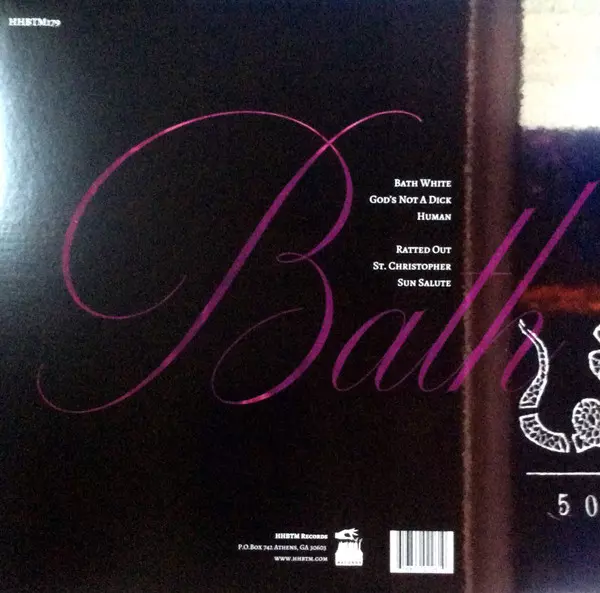 HHBTM179
Bath
Bath White
God's Not A Dick
Human
Ratted Out
St. Christopher
Sun Salute
50
HHBTM Records
P.O.Box 742 Athens, GA 30603
www.hhbtm.com
RECORDS